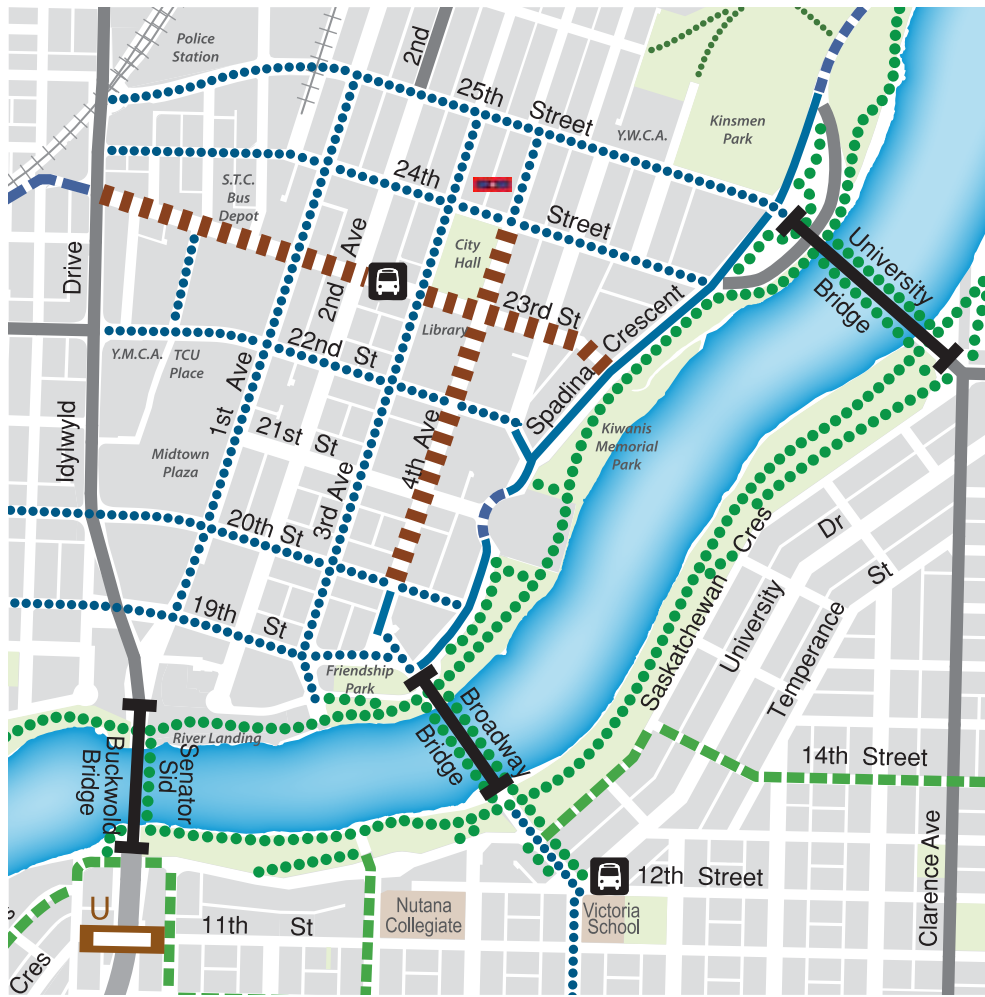 Police
Station
2nd
25th Street
Y.W.C.A.
Kinsmen
Park
24th Street
S.T.C.
Bus
Depot
City
Hall
University
Bridge
Drive
2nd Ave
23rd St
Library
Spadina Crescent
22nd St
Y.M.C.A.
TCU
Place
1st Ave
Idylwyld
21st St
4th Ave
Kiwanis
Memorial
Park
Midtown
Plaza
3rd Ave
20th St
Saskatchewan Cres
University Dr
Temperance St
19th St
Friendship
Park
River Landing
Broadway
Bridge
Senator
Sid
Buckwold
Bridge
14th Street
Clarence Ave
12th Street
Nutana
Collegiate
Victoria
School
U
11th St
Cres